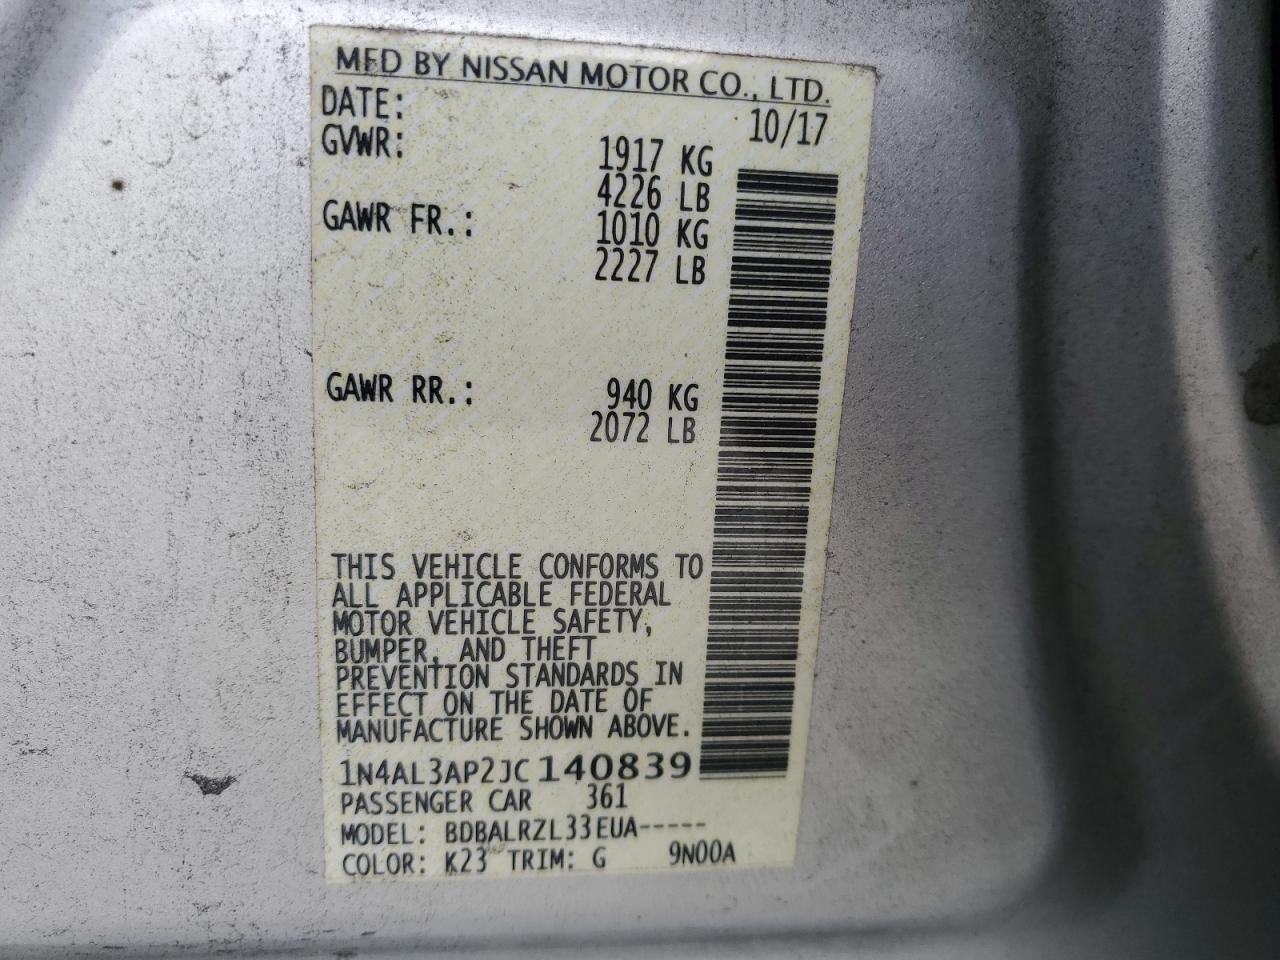 MFD BY NISSAN MOTOR CO., LTD.
DATE: 10/17
GVWR: 1917 KG
4226 LB
GAWR FR.: 1010 KG
2227 LB
GAWR RR.: 940 KG
2072 LB
THIS VEHICLE CONFORMS TO
ALL APPLICABLE FEDERAL
MOTOR VEHICLE SAFETY,
BUMPER, AND THEFT
PREVENTION STANDARDS IN
EFFECT ON THE DATE OF
MANUFACTURE SHOWN ABOVE.
1N4AL3AP2JC140839
PASSENGER CAR 361
MODEL: BDBALRZL33EUA-----
COLOR: K23 TRIM: G 9N00A